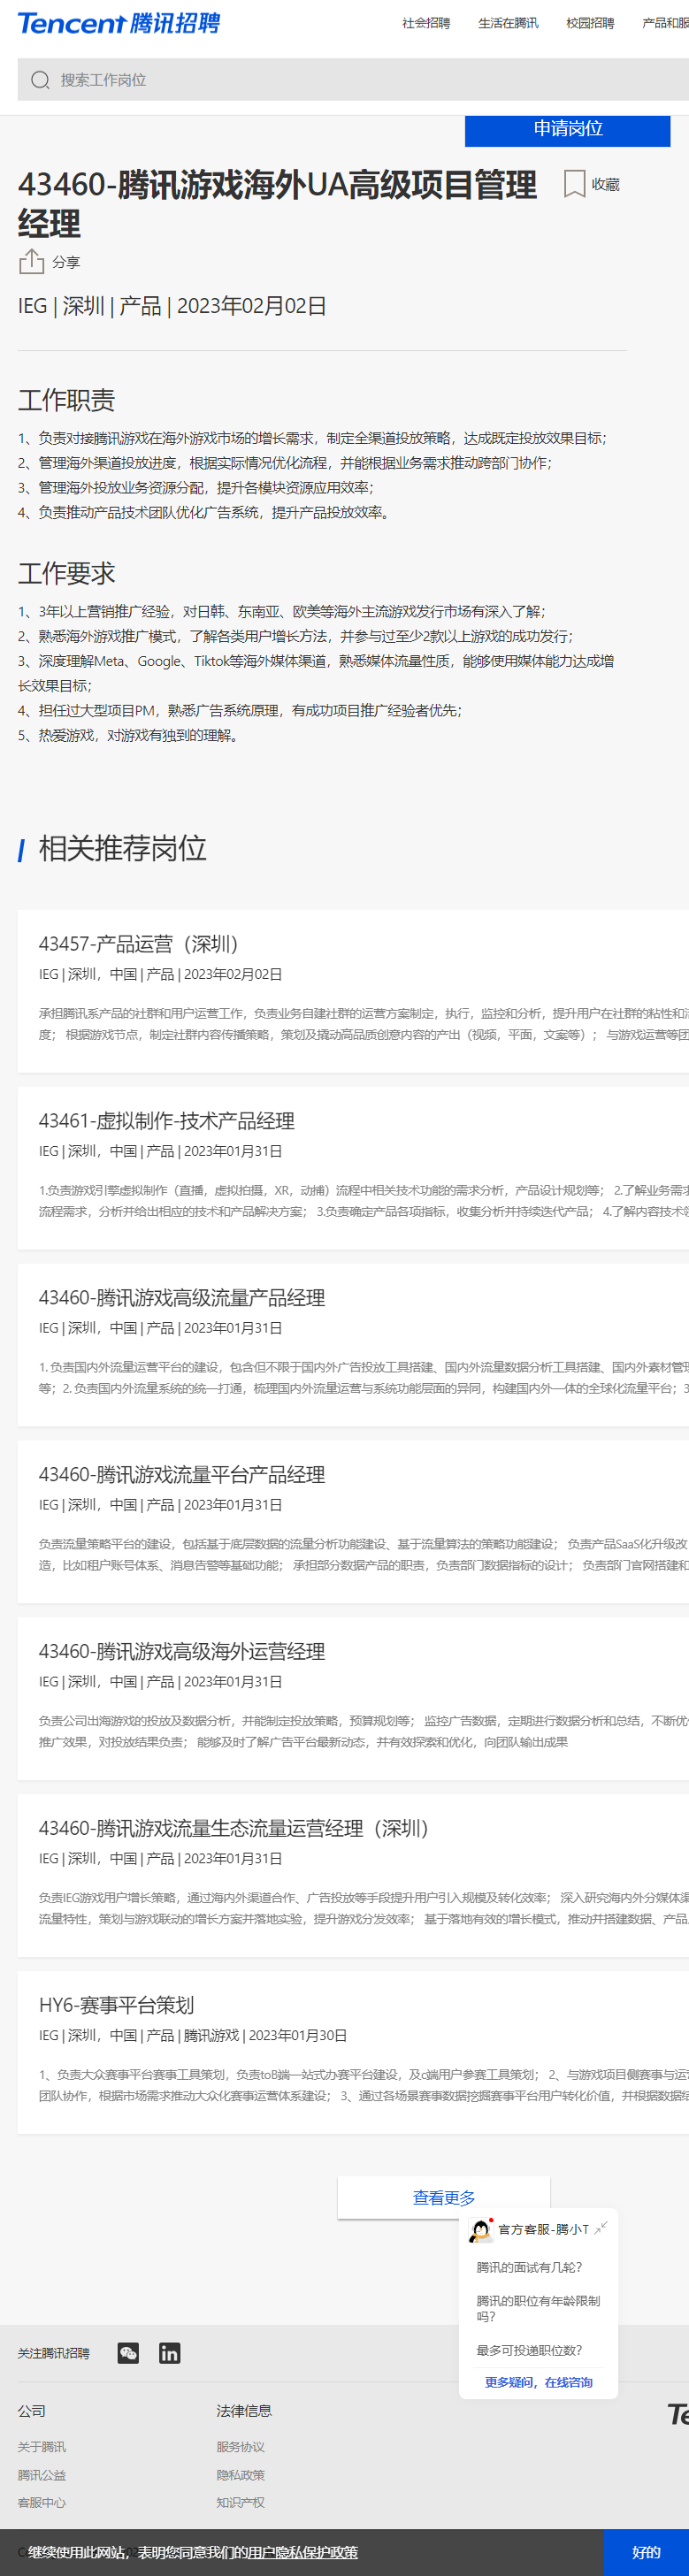 Tencent 腾讯招聘
社会招聘 生活在腾讯 校园招聘 产品和服
搜索工作岗位
申请岗位
43460-腾讯游戏海外UA高级项目管理
经理
收藏
分享
IEG | 深圳 | 产品 | 2023年02月02日
工作职责
1、负责对接腾讯游戏在海外游戏市场的增长需求，制定全渠道投放策略，达成既定投放效果目标；
2、管理海外渠道投放进度，根据实际情况优化流程，并能根据业务需求推动跨部门协作；
3、管理海外投放业务资源分配，提升各模块资源应用效率；
4、负责推动产品技术团队优化广告系统，提升产品投放效率。
工作要求
1、3年以上营销推广经验，对日韩、东南亚、欧美等海外主流游戏发行市场有深入了解；
2、熟悉海外游戏推广模式，了解各类用户增长方法，并参与过至少2款以上游戏的成功发行；
3、深度理解Meta、Google、Tiktok等海外媒体渠道，熟悉媒体流量性质，能够使用媒体能力达成增
长效果目标；
4、担任过大型项目PM，熟悉广告系统原理，有成功项目推广经验者优先；
5、热爱游戏，对游戏有独到的理解。
相关推荐岗位
43457-产品运营（深圳）
IEG | 深圳，中国 | 产品 | 2023年02月02日
承担腾讯系产品的社群和用户运营工作，负责业务自建社群的运营方案制定，执行，监控和分析，提升用户在社群的粘性和活
度； 根据游戏节点，制定社群内容传播策略，策划及撬动高品质创意内容的产出（视频，平面，文案等）； 与游戏运营等团
43461-虚拟制作-技术产品经理
IEG | 深圳，中国 | 产品 | 2023年01月31日
1.负责游戏引擎虚拟制作（直播，虚拟拍摄，XR，动捕）流程中相关技术功能的需求分析，产品设计规划等； 2.了解业务需求
流程需求，分析并给出相应的技术和产品解决方案； 3.负责确定产品各项指标，收集分析并持续迭代产品； 4.了解内容技术领
43460-腾讯游戏高级流量产品经理
IEG | 深圳，中国 | 产品 | 2023年01月31日
1. 负责国内外流量运营平台的建设，包含但不限于国内外广告投放工具搭建、国内外流量数据分析工具搭建、国内外素材管理
等；2. 负责国内外流量系统的统一打通，梳理国内外流量运营与系统功能层面的异同，构建国内外一体的全球化流量平台；3
43460-腾讯游戏流量平台产品经理
IEG | 深圳，中国 | 产品 | 2023年01月31日
负责流量策略平台的建设，包括基于底层数据的流量分析功能建设、基于流量算法的策略功能建设； 负责产品SaaS化升级改
造，比如租户账号体系、消息告警等基础功能； 承担部分数据产品的职责，负责部门数据指标的设计； 负责部门官网搭建和
43460-腾讯游戏高级海外运营经理
IEG | 深圳，中国 | 产品 | 2023年01月31日
负责公司出海游戏的投放及数据分析，并能制定投放策略，预算规划等； 监控广告数据，定期进行数据分析和总结，不断优化
推广效果，对投放结果负责； 能够及时了解广告平台最新动态，并有效探索和优化，向团队输出成果
43460-腾讯游戏流量生态流量运营经理（深圳）
IEG | 深圳，中国 | 产品 | 2023年01月31日
负责IEG游戏用户增长策略，通过海内外渠道合作、广告投放等手段提升用户引入规模及转化效率； 深入研究海内外分媒体渠
流量特性，策划与游戏联动的增长方案并落地实验，提升游戏分发效率； 基于落地有效的增长模式，推动并搭建数据、产品、
HY6-赛事平台策划
IEG | 深圳，中国 | 产品 | 腾讯游戏 | 2023年01月30日
1、负责大众赛事平台赛事工具策划，负责toB端一站式办赛平台建设，及c端用户参赛工具策划； 2、与游戏项目侧赛事与运营
团队协作，根据市场需求推动大众化赛事运营体系建设； 3、通过各场景赛事数据挖掘赛事平台用户转化价值，并根据数据结
查看更多
官方客服-腾小T
腾讯的面试有几轮？
腾讯的职位有年龄限制
吗？
最多可投递职位数？
更多疑问，在线咨询
关注腾讯招聘
公司 法律信息
Te
关于腾讯 服务协议
腾讯公益 隐私政策
客服中心 知识产权
继续使用此网站，表明您同意我们的用户隐私保护政策 好的